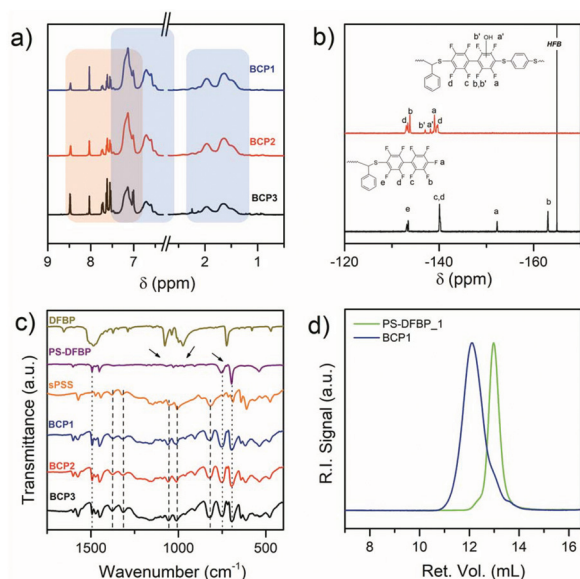 a)
BCP1
BCP2
BCP3
9 8 7 2 1
δ (ppm)
b)
HFB
b' OH a'
F F F F
S S S
F F F F
d c b,b' a
d b a d
b' a'
F F F F
S F a
F F F F
e d c b
e c,d a b
-120 -140 -160
δ (ppm)
c)
DFBP
PS-DFBP
sPSS
BCP1
BCP2
BCP3
Transmittance (a.u.)
1500 1000 500
Wavenumber (cm⁻¹)
d)
PS-DFBP_1
BCP1
R.I. Signal (a.u.)
8 10 12 14 16
Ret. Vol. (mL)